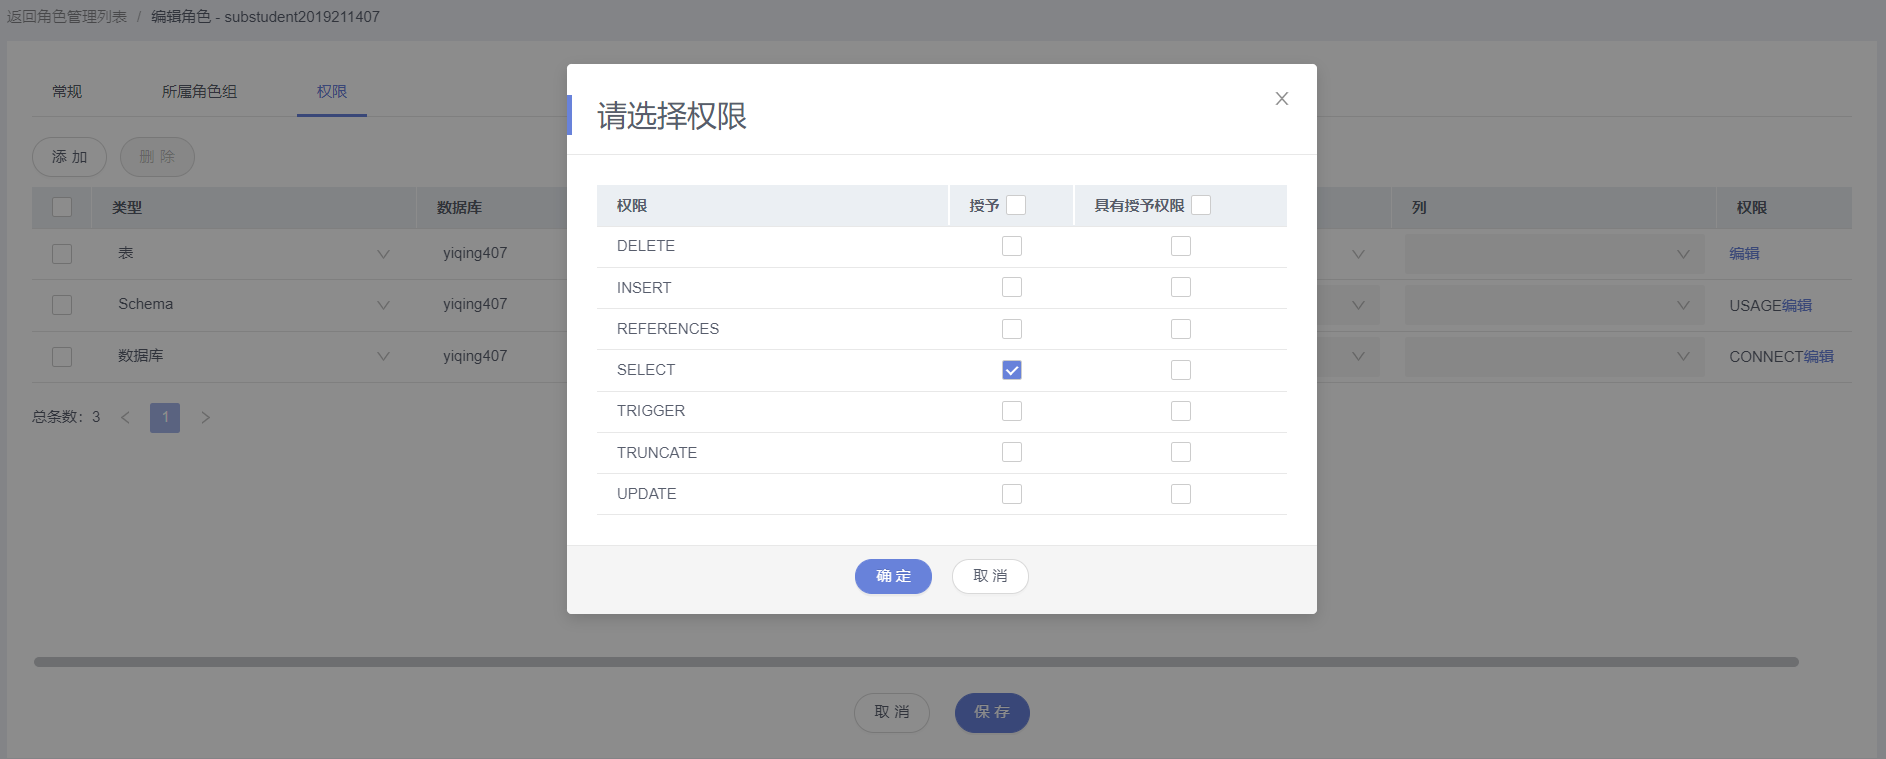 返回角色管理列表 / 编辑角色 - substudent2019211407
常规 所属角色组 权限
添 加 删 除
类型 数据库 列 权限
表 yiqing407 编辑
Schema yiqing407 USAGE编辑
数据库 yiqing407 CONNECT编辑
总条数：3 < 1 >
请选择权限
权限 授予 具有授予权限
DELETE
INSERT
REFERENCES
SELECT
TRIGGER
TRUNCATE
UPDATE
确 定 取 消
取 消 保 存